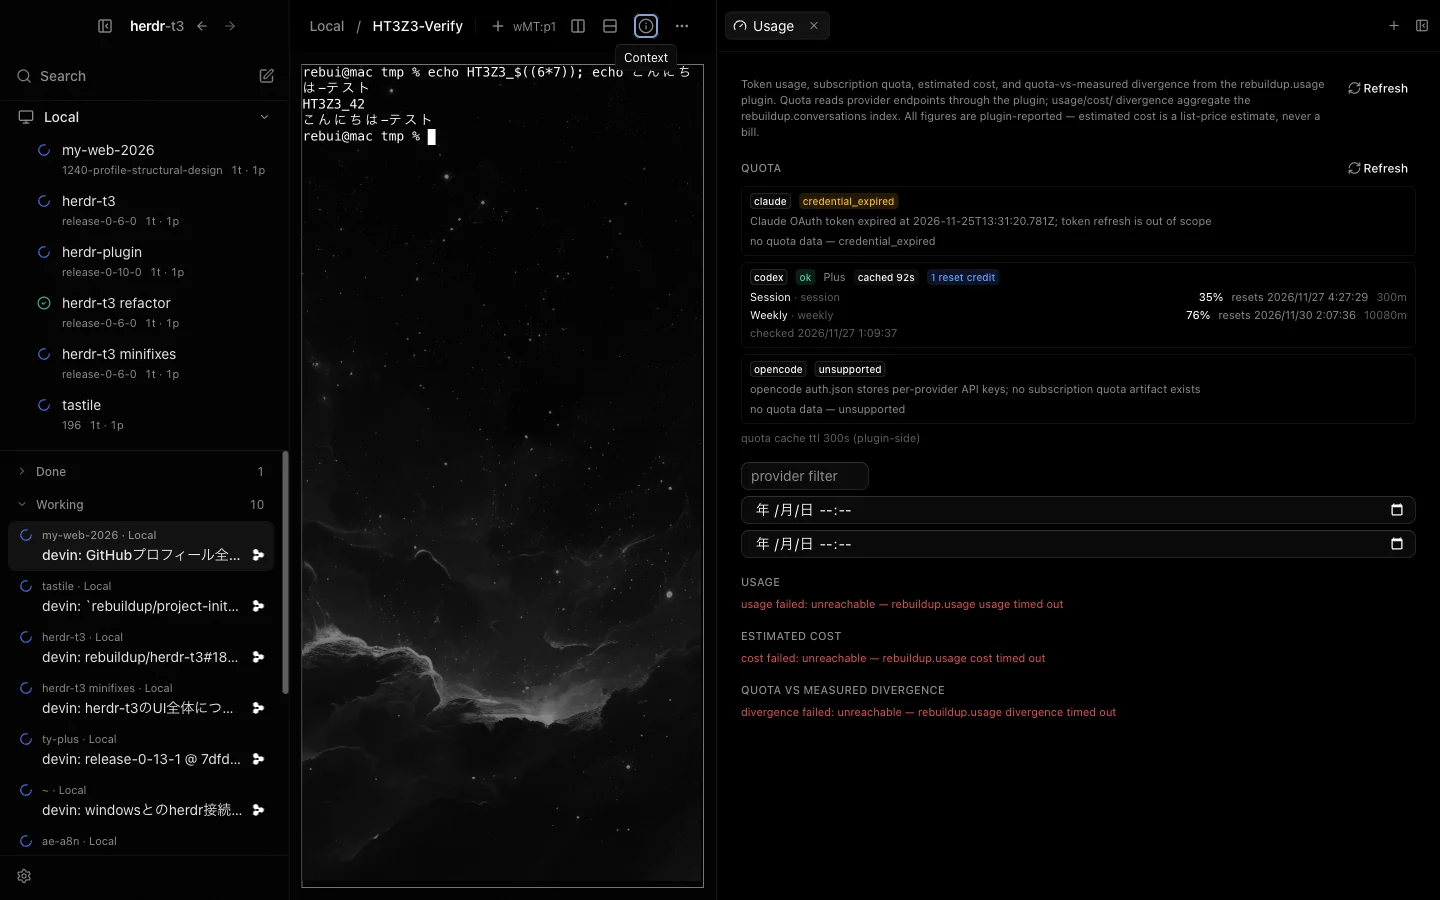 herdr-t3
Search
Local
my-web-2026
1240-profile-structural-design 1t · 1p
herdr-t3
release-0-6-0 1t · 1p
herdr-plugin
release-0-10-0 1t · 1p
herdr-t3 refactor
release-0-6-0 1t · 1p
herdr-t3 minifixes
release-0-6-0 1t · 1p
tastile
196 1t · 1p
Done 1
Working 10
my-web-2026 · Local
devin: GitHubプロフィール全...
tastile · Local
devin: `rebuildup/project-init...
herdr-t3 · Local
devin: rebuildup/herdr-t3#18...
herdr-t3 minifixes · Local
devin: herdr-t3のUI全体につ...
ty-plus · Local
devin: release-0-13-1 @ 7dfd...
~ · Local
devin: windowsとのherdr接続...
ae-a8n · Local
Local / HT3Z3-Verify
wMT:p1
Context
rebui@mac tmp % echo HT3Z3_$((6*7)); echo こんにち
は—テスト
HT3Z3_42
こんにちは—テスト
rebui@mac tmp %
Usage
Token usage, subscription quota, estimated cost, and quota-vs-measured divergence from the rebuildup.usage
plugin. Quota reads provider endpoints through the plugin; usage/cost/ divergence aggregate the
rebuildup.conversations index. All figures are plugin-reported — estimated cost is a list-price estimate, never a
bill.
Refresh
QUOTA
Refresh
claude credential_expired
Claude OAuth token expired at 2026-11-25T13:31:20.781Z; token refresh is out of scope
no quota data — credential_expired
codex ok Plus cached 92s 1 reset credit
Session · session 35% resets 2026/11/27 4:27:29 300m
Weekly · weekly 76% resets 2026/11/30 2:07:36 10080m
checked 2026/11/27 1:09:37
opencode unsupported
opencode auth.json stores per-provider API keys; no subscription quota artifact exists
no quota data — unsupported
quota cache ttl 300s (plugin-side)
provider filter
年 /月/日 --:--
年 /月/日 --:--
USAGE
usage failed: unreachable — rebuildup.usage usage timed out
ESTIMATED COST
cost failed: unreachable — rebuildup.usage cost timed out
QUOTA VS MEASURED DIVERGENCE
divergence failed: unreachable — rebuildup.usage divergence timed out